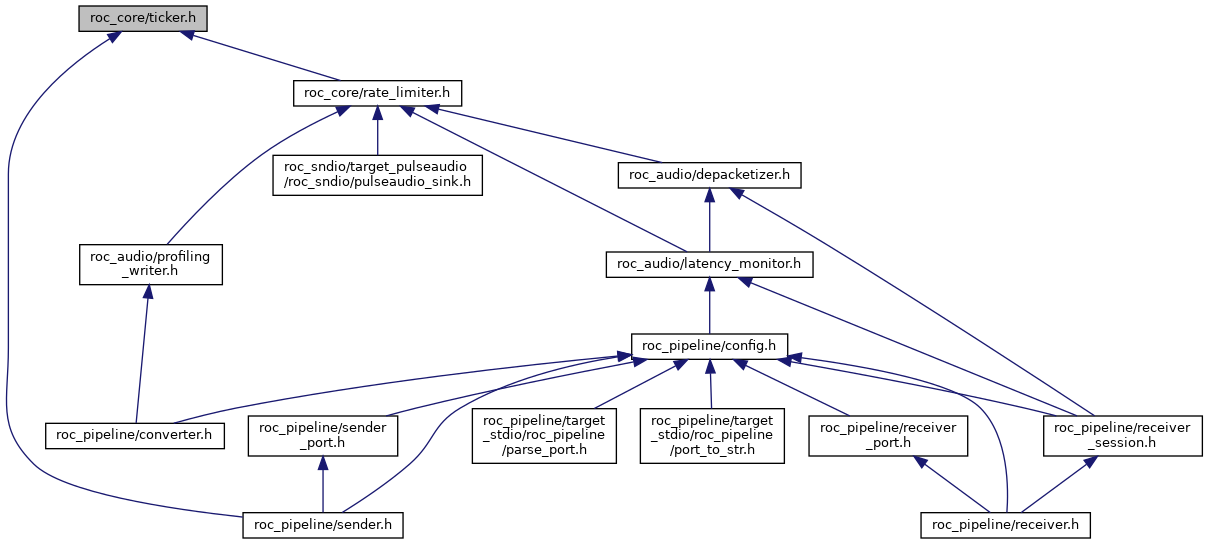 roc_core/ticker.h
roc_core/rate_limiter.h
roc_sndio/target_pulseaudio
/roc_sndio/pulseaudio_sink.h
roc_audio/depacketizer.h
roc_audio/profiling
_writer.h
roc_audio/latency_monitor.h
roc_pipeline/config.h
roc_pipeline/converter.h
roc_pipeline/sender
_port.h
roc_pipeline/target
_stdio/roc_pipeline
/parse_port.h
roc_pipeline/target
_stdio/roc_pipeline
/port_to_str.h
roc_pipeline/receiver
_port.h
roc_pipeline/receiver
_session.h
roc_pipeline/sender.h
roc_pipeline/receiver.h